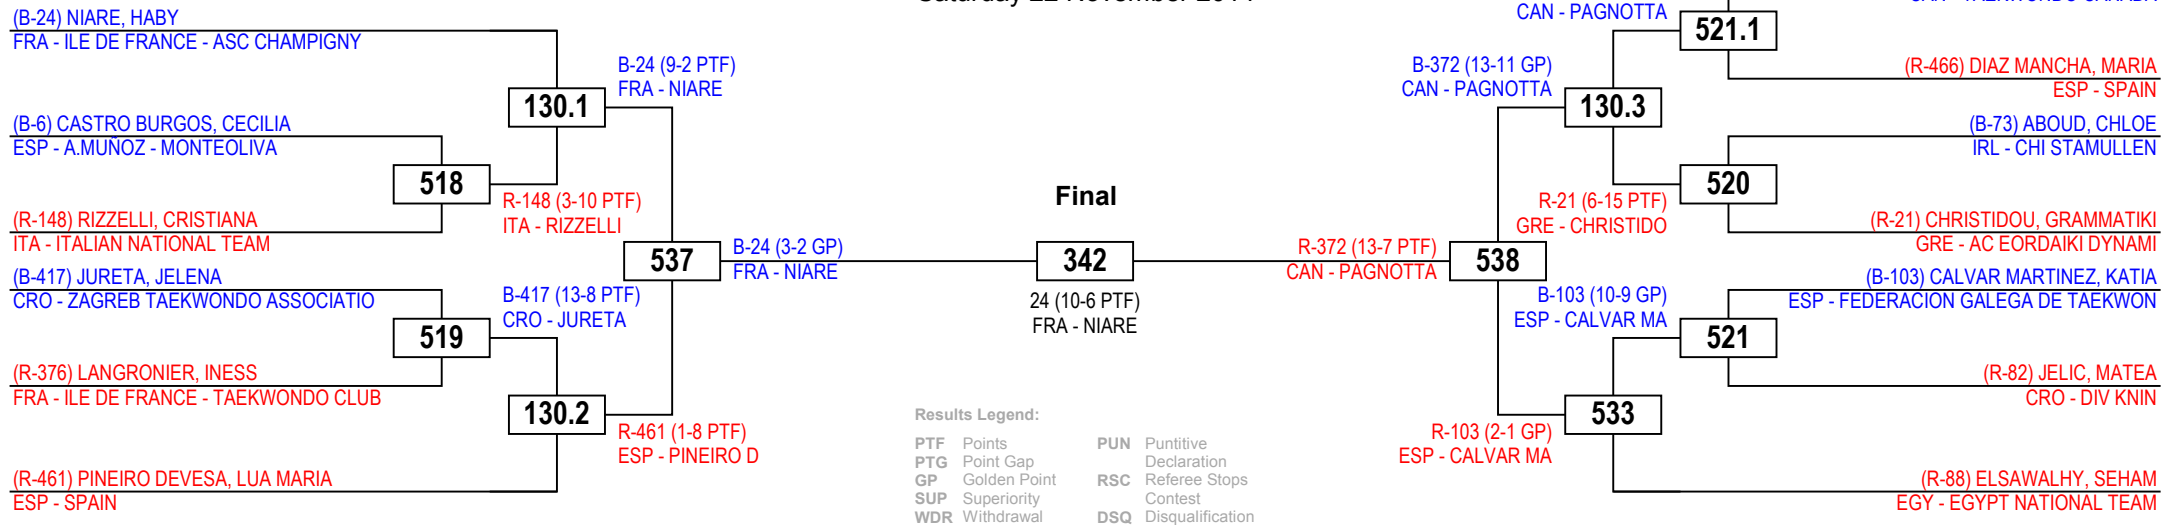 (B-24) NIARE, HABY
FRA - ILE DE FRANCE - ASC CHAMPIGNY
B-24 (9-2 PTF)
FRA - NIARE
130.1
(B-6) CASTRO BURGOS, CECILIA
ESP - A.MUÑOZ - MONTEOLIVA
518
R-148 (3-10 PTF)
ITA - RIZZELLI
(R-148) RIZZELLI, CRISTIANA
ITA - ITALIAN NATIONAL TEAM
537
B-24 (3-2 GP)
FRA - NIARE
(B-417) JURETA, JELENA
CRO - ZAGREB TAEKWONDO ASSOCIATIO
B-417 (13-8 PTF)
CRO - JURETA
519
(R-376) LANGRONIER, INESS
FRA - ILE DE FRANCE - TAEKWONDO CLUB
130.2
R-461 (1-8 PTF)
ESP - PINEIRO D
(R-461) PINEIRO DEVESA, LUA MARIA
ESP - SPAIN
Final
342
24 (10-6 PTF)
FRA - NIARE
Results Legend:
PTF Points
PTG Point Gap
GP Golden Point
SUP Superiority
WDR Withdrawal
PUN Puntitive
Declaration
RSC Referee Stops
Contest
DSQ Disqualification
CAN - PAGNOTTA
521.1
(R-466) DIAZ MANCHA, MARIA
ESP - SPAIN
B-372 (13-11 GP)
CAN - PAGNOTTA
130.3
(B-73) ABOUD, CHLOE
IRL - CHI STAMULLEN
520
R-21 (6-15 PTF)
GRE - CHRISTIDO
(R-21) CHRISTIDOU, GRAMMATIKI
GRE - AC EORDAIKI DYNAMI
R-372 (13-7 PTF)
CAN - PAGNOTTA
538
(B-103) CALVAR MARTINEZ, KATIA
ESP - FEDERACION GALEGA DE TAEKWON
B-103 (10-9 GP)
ESP - CALVAR MA
521
(R-82) JELIC, MATEA
CRO - DIV KNIN
533
R-103 (2-1 GP)
ESP - CALVAR MA
(R-88) ELSAWALHY, SEHAM
EGY - EGYPT NATIONAL TEAM